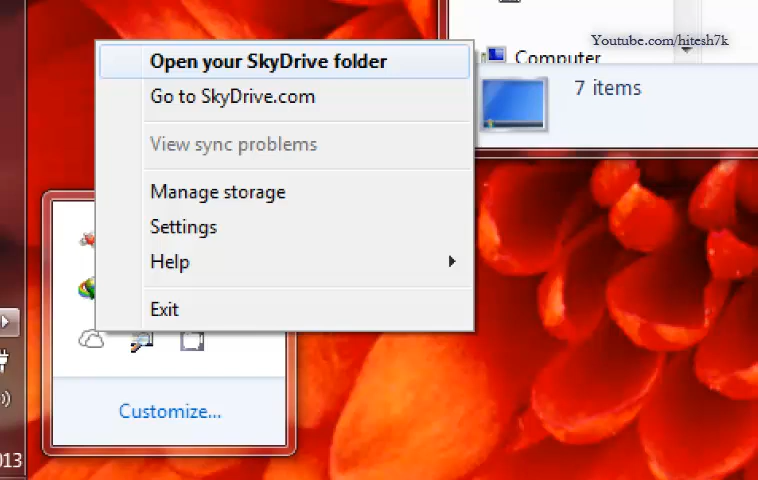 Youtube.com/hitesh7k
Computer
7 items
Open your SkyDrive folder
Go to SkyDrive.com
View sync problems
Manage storage
Settings
Help
Exit
Customize...
013